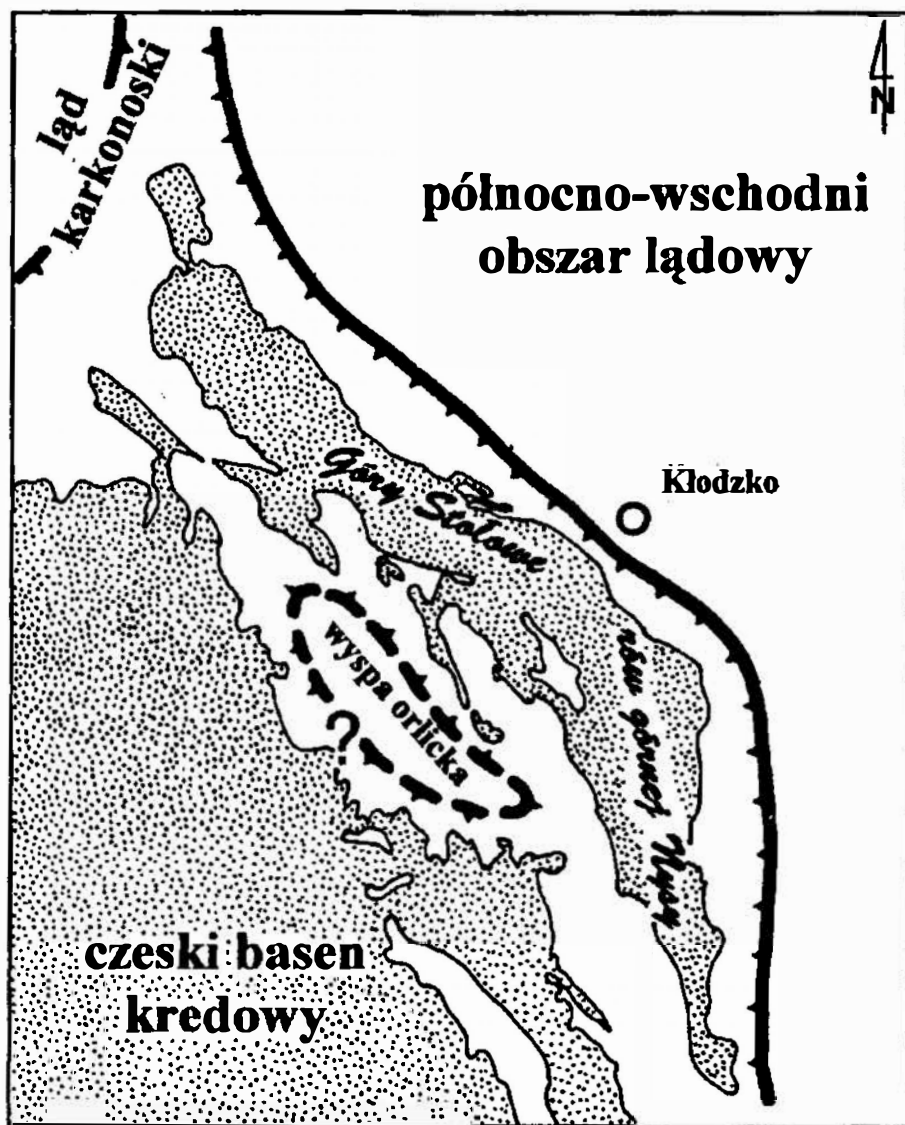 ląd
karkonoski
N
północno-wschodni
obszar lądowy
Kłodzko
Góry Stołowe
wyspa orlicka
rów górnej Nysy
czeski basen
kredowy